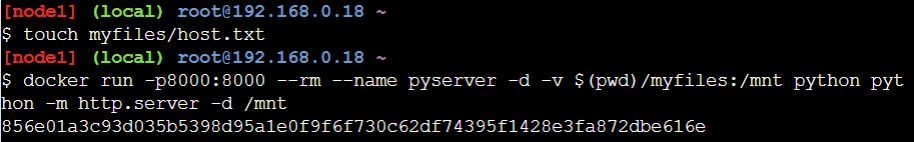 [node1] (local) root@192.168.0.18 ~
$ touch myfiles/host.txt
[node1] (local) root@192.168.0.18 ~
$ docker run -p8000:8000 --rm --name pyserver -d -v $(pwd)/myfiles:/mnt python pyt
hon -m http.server -d /mnt
856e01a3c93d035b5398d95a1e0f9f6f730c62df74395f1428e3fa872dbe616e